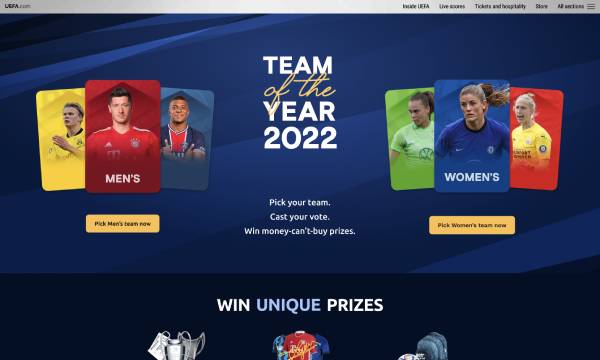 UEFA.com
Inside UEFA
Live scores
Tickets and hospitality
Store
All sections
TEAM
of the
YEAR
2022
MEN'S
WOMEN'S
Pick Men's team now
Pick your team.
Cast your vote.
Win money-can't-buy prizes.
Pick Women's team now
WIN UNIQUE PRIZES